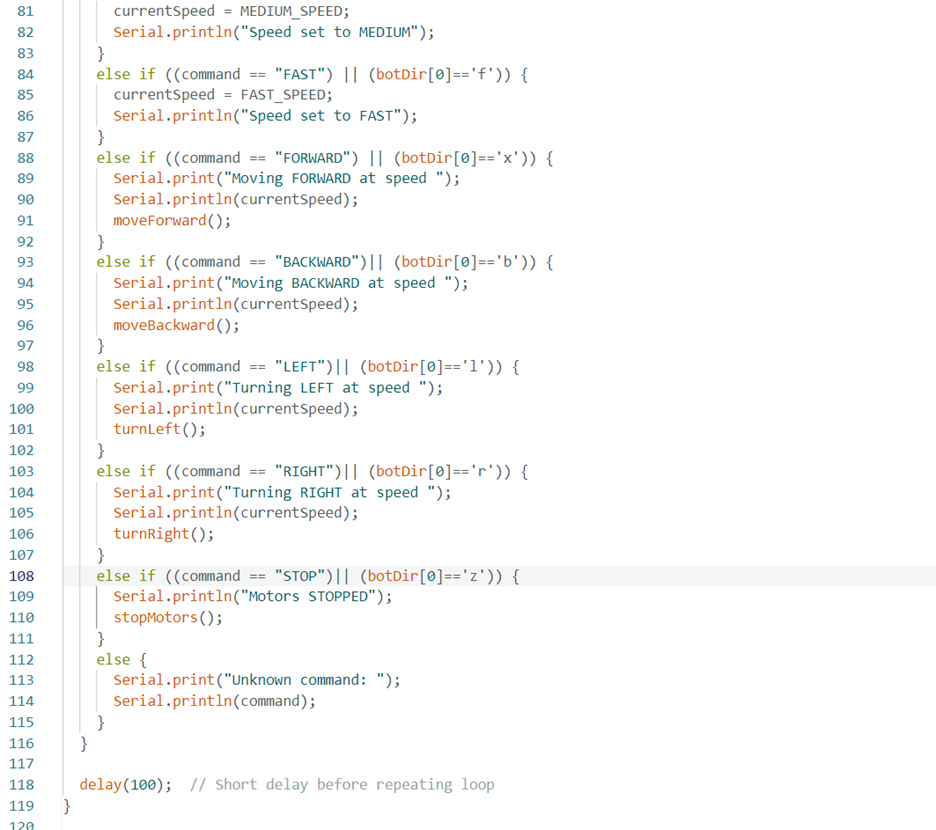 81 currentSpeed = MEDIUM_SPEED;
82 Serial.println("Speed set to MEDIUM");
83 }
84 else if ((command == "FAST") || (botDir[0]=='f')) {
85 currentSpeed = FAST_SPEED;
86 Serial.println("Speed set to FAST");
87 }
88 else if ((command == "FORWARD") || (botDir[0]=='x')) {
89 Serial.print("Moving FORWARD at speed ");
90 Serial.println(currentSpeed);
91 moveForward();
92 }
93 else if ((command == "BACKWARD")|| (botDir[0]=='b')) {
94 Serial.print("Moving BACKWARD at speed ");
95 Serial.println(currentSpeed);
96 moveBackward();
97 }
98 else if ((command == "LEFT")|| (botDir[0]=='l')) {
99 Serial.print("Turning LEFT at speed ");
100 Serial.println(currentSpeed);
101 turnLeft();
102 }
103 else if ((command == "RIGHT")|| (botDir[0]=='r')) {
104 Serial.print("Turning RIGHT at speed ");
105 Serial.println(currentSpeed);
106 turnRight();
107 }
108 else if ((command == "STOP")|| (botDir[0]=='z')) {
109 Serial.println("Motors STOPPED");
110 stopMotors();
111 }
112 else {
113 Serial.print("Unknown command: ");
114 Serial.println(command);
115 }
116 }
117
118 delay(100);  // Short delay before repeating loop
119 }
120